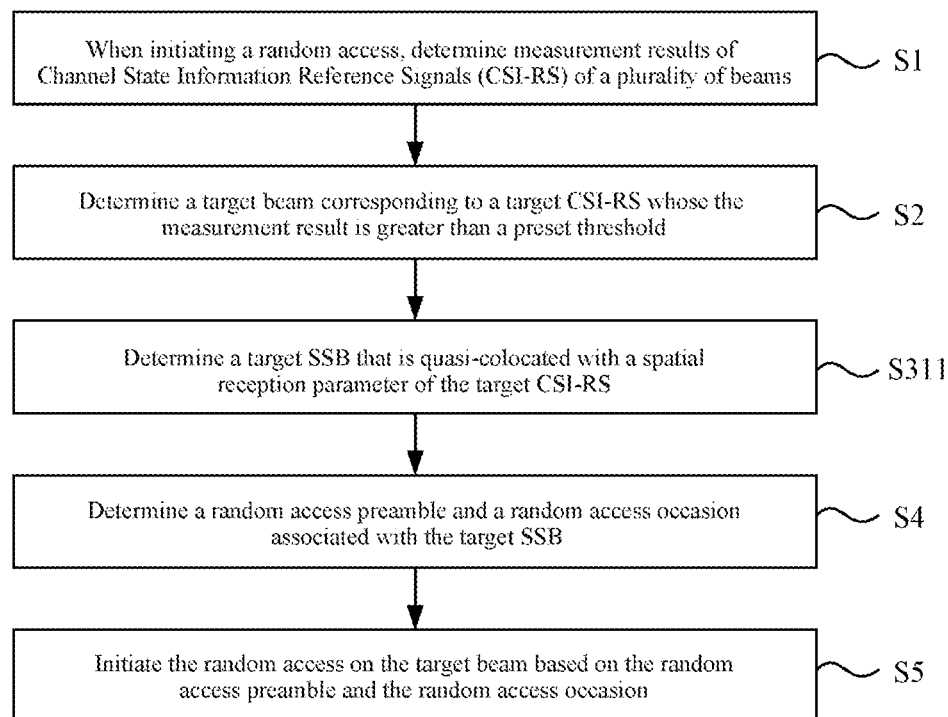 When initiating a random access, determine measurement results of
Channel State Information Reference Signals (CSI-RS) of a plurality of beams
S1
Determine a target beam corresponding to a target CSI-RS whose the
measurement result is greater than a preset threshold
S2
Determine a target SSB that is quasi-colocated with a spatial
reception parameter of the target CSI-RS
S311
Determine a random access preamble and a random access occasion
associated with the target SSB
S4
Initiate the random access on the target beam based on the random
access preamble and the random access occasion
S5